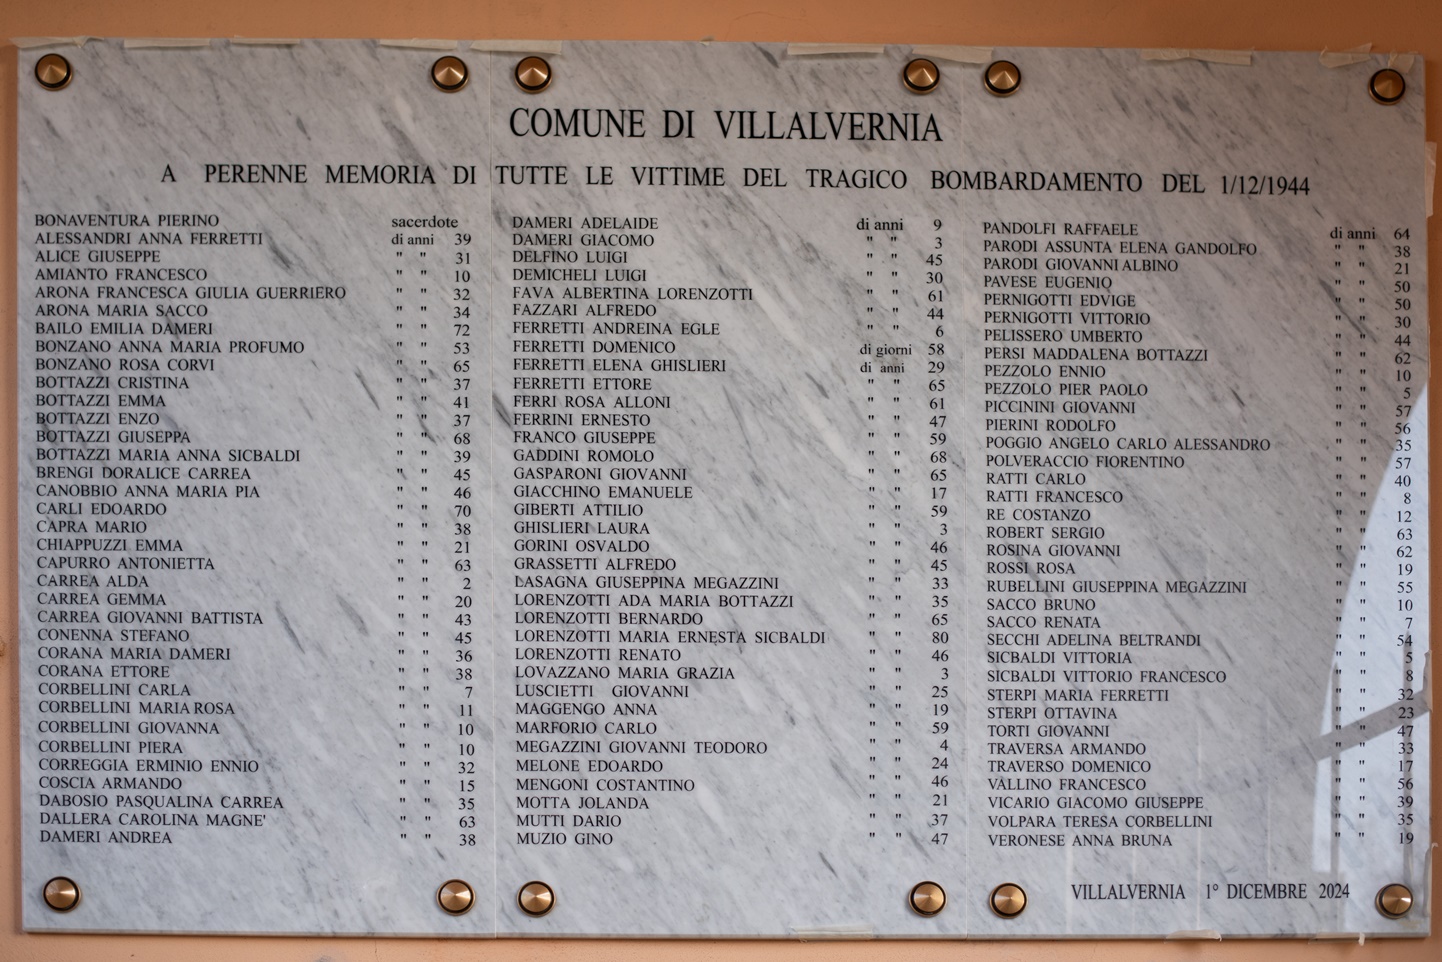 COMUNE DI VILLALVERNIA
A PERENNE MEMORIA DI TUTTE LE VITTIME DEL TRAGICO BOMBARDAMENTO DEL 1/12/1944
BONAVENTURA PIERINO sacerdote
ALESSANDRI ANNA FERRETTI di anni 39
ALICE GIUSEPPE " " 31
AMIANTO FRANCESCO " " 10
ARONA FRANCESCA GIULIA GUERRIERO " " 32
ARONA MARIA SACCO " " 34
BAILO EMILIA DAMERI " " 72
BONZANO ANNA MARIA PROFUMO " " 53
BONZANO ROSA CORVI " " 65
BOTTAZZI CRISTINA " " 37
BOTTAZZI EMMA " " 41
BOTTAZZI ENZO " " 37
BOTTAZZI GIUSEPPA " " 68
BOTTAZZI MARIA ANNA SICBALDI " " 39
BRENGI DORALICE CARREA " " 45
CANOBBIO ANNA MARIA PIA " " 46
CARLI EDOARDO " " 70
CAPRA MARIO " " 38
CHIAPPUZZI EMMA " " 21
CAPURRO ANTONIETTA " " 63
CARREA ALDA " " 2
CARREA GEMMA " " 20
CARREA GIOVANNI BATTISTA " " 43
CONENNA STEFANO " " 45
CORANA MARIA DAMERI " " 36
CORANA ETTORE " " 38
CORBELLINI CARLA " " 7
CORBELLINI MARIA ROSA " " 11
CORBELLINI GIOVANNA " " 10
CORBELLINI PIERA " " 10
CORREGGIA ERMINIO ENNIO " " 32
COSCIA ARMANDO " " 15
DABOSIO PASQUALINA CARREA " " 35
DALLERA CAROLINA MAGNE' " " 63
DAMERI ANDREA " " 38
DAMERI ADELAIDE di anni 9
DAMERI GIACOMO " " 3
DELFINO LUIGI " " 45
DEMICHELI LUIGI " " 30
FAVA ALBERTINA LORENZOTTI " " 61
FAZZARI ALFREDO " " 44
FERRETTI ANDREINA EGLE " " 6
FERRETTI DOMENICO di giorni 58
FERRETTI ELENA GHISLIERI di anni 29
FERRETTI ETTORE " " 65
FERRI ROSA ALLONI " " 61
FERRINI ERNESTO " " 47
FRANCO GIUSEPPE " " 59
GADDINI ROMOLO " " 68
GASPARONI GIOVANNI " " 65
GIACCHINO EMANUELE " " 17
GIBERTI ATTILIO " " 59
GHISLIERI LAURA " " 3
GORINI OSVALDO " " 46
GRASSETTI ALFREDO " " 45
LASAGNA GIUSEPPINA MEGAZZINI " " 33
LORENZOTTI ADA MARIA BOTTAZZI " " 35
LORENZOTTI BERNARDO " " 65
LORENZOTTI MARIA ERNESTA SICBALDI " " 80
LORENZOTTI RENATO " " 46
LOVAZZANO MARIA GRAZIA " " 3
LUSCIETTI GIOVANNI " " 25
MAGGENGO ANNA " " 19
MARFORIO CARLO " " 59
MEGAZZINI GIOVANNI TEODORO " " 4
MELONE EDOARDO " " 24
MENGONI COSTANTINO " " 46
MOTTA JOLANDA " " 21
MUTTI DARIO " " 37
MUZIO GINO " " 47
PANDOLFI RAFFAELE di anni 64
PARODI ASSUNTA ELENA GANDOLFO " " 38
PARODI GIOVANNI ALBINO " " 21
PAVESE EUGENIO " " 50
PERNIGOTTI EDVIGE " " 50
PERNIGOTTI VITTORIO " " 30
PELISSERO UMBERTO " " 44
PERSI MADDALENA BOTTAZZI " " 62
PEZZOLO ENNIO " " 10
PEZZOLO PIER PAOLO " " 5
PICCININI GIOVANNI " " 57
PIERINI RODOLFO " " 56
POGGIO ANGELO CARLO ALESSANDRO " " 35
POLVERACCIO FIORENTINO " " 57
RATTI CARLO " " 40
RATTI FRANCESCO " " 8
RE COSTANZO " " 12
ROBERT SERGIO " " 63
ROSINA GIOVANNI " " 62
ROSSI ROSA " " 19
RUBELLINI GIUSEPPINA MEGAZZINI " " 55
SACCO BRUNO " " 10
SACCO RENATA " " 7
SECCHI ADELINA BELTRANDI " " 54
SICBALDI VITTORIA " " 5
SICBALDI VITTORIO FRANCESCO " " 8
STERPI MARIA FERRETTI " " 32
STERPI OTTAVINA " " 23
TORTI GIOVANNI " " 47
TRAVERSA ARMANDO " " 33
TRAVERSO DOMENICO " " 17
VALLINO FRANCESCO " " 56
VICARIO GIACOMO GIUSEPPE " " 39
VOLPARA TERESA CORBELLINI " " 35
VERONESE ANNA BRUNA " " 19
VILLALVERNIA 1° DICEMBRE 2024